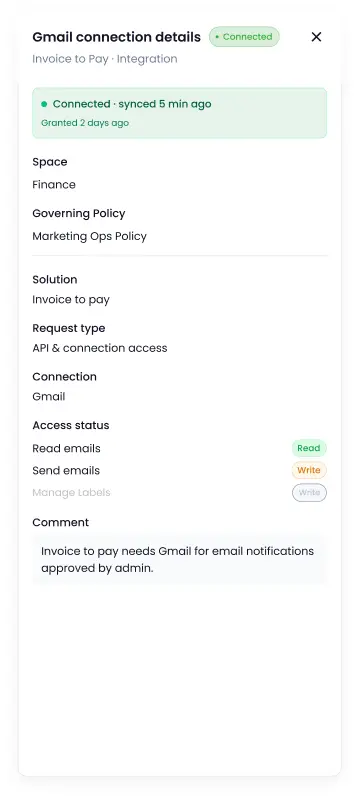 Gmail connection details
Connected
Invoice to Pay · Integration
Connected · synced 5 min ago
Granted 2 days ago
Space
Finance
Governing Policy
Marketing Ops Policy
Solution
Invoice to pay
Request type
API & connection access
Connection
Gmail
Access status
Read emails Read
Send emails Write
Manage Labels Write
Comment
Invoice to pay needs Gmail for email notifications
approved by admin.